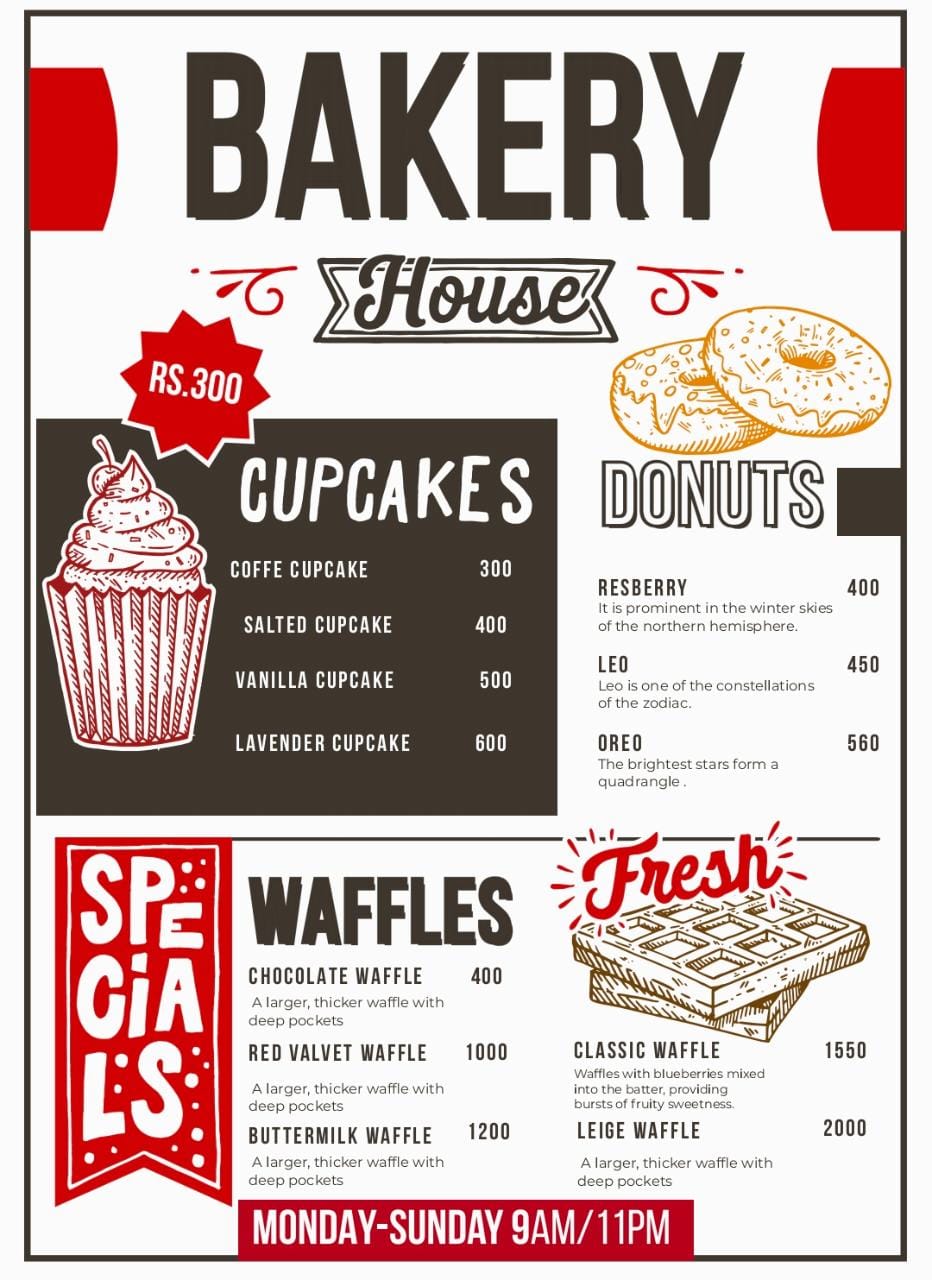 BAKERY
House
RS.300
CUPCAKES
COFFE CUPCAKE 300
SALTED CUPCAKE 400
VANILLA CUPCAKE 500
LAVENDER CUPCAKE 600
DONUTS
RESBERRY 400
It is prominent in the winter skies
of the northern hemisphere.
LEO 450
Leo is one of the constellations
of the zodiac.
OREO 560
The brightest stars form a
quadrangle .
SPE
CiA
LS
WAFFLES
CHOCOLATE WAFFLE 400
A larger, thicker waffle with
deep pockets
RED VALVET WAFFLE 1000
A larger, thicker waffle with
deep pockets
BUTTERMILK WAFFLE 1200
A larger, thicker waffle with
deep pockets
Fresh
CLASSIC WAFFLE 1550
Waffles with blueberries mixed
into the batter, providing
bursts of fruity sweetness.
LEIGE WAFFLE 2000
A larger, thicker waffle with
deep pockets
MONDAY-SUNDAY 9AM/11PM